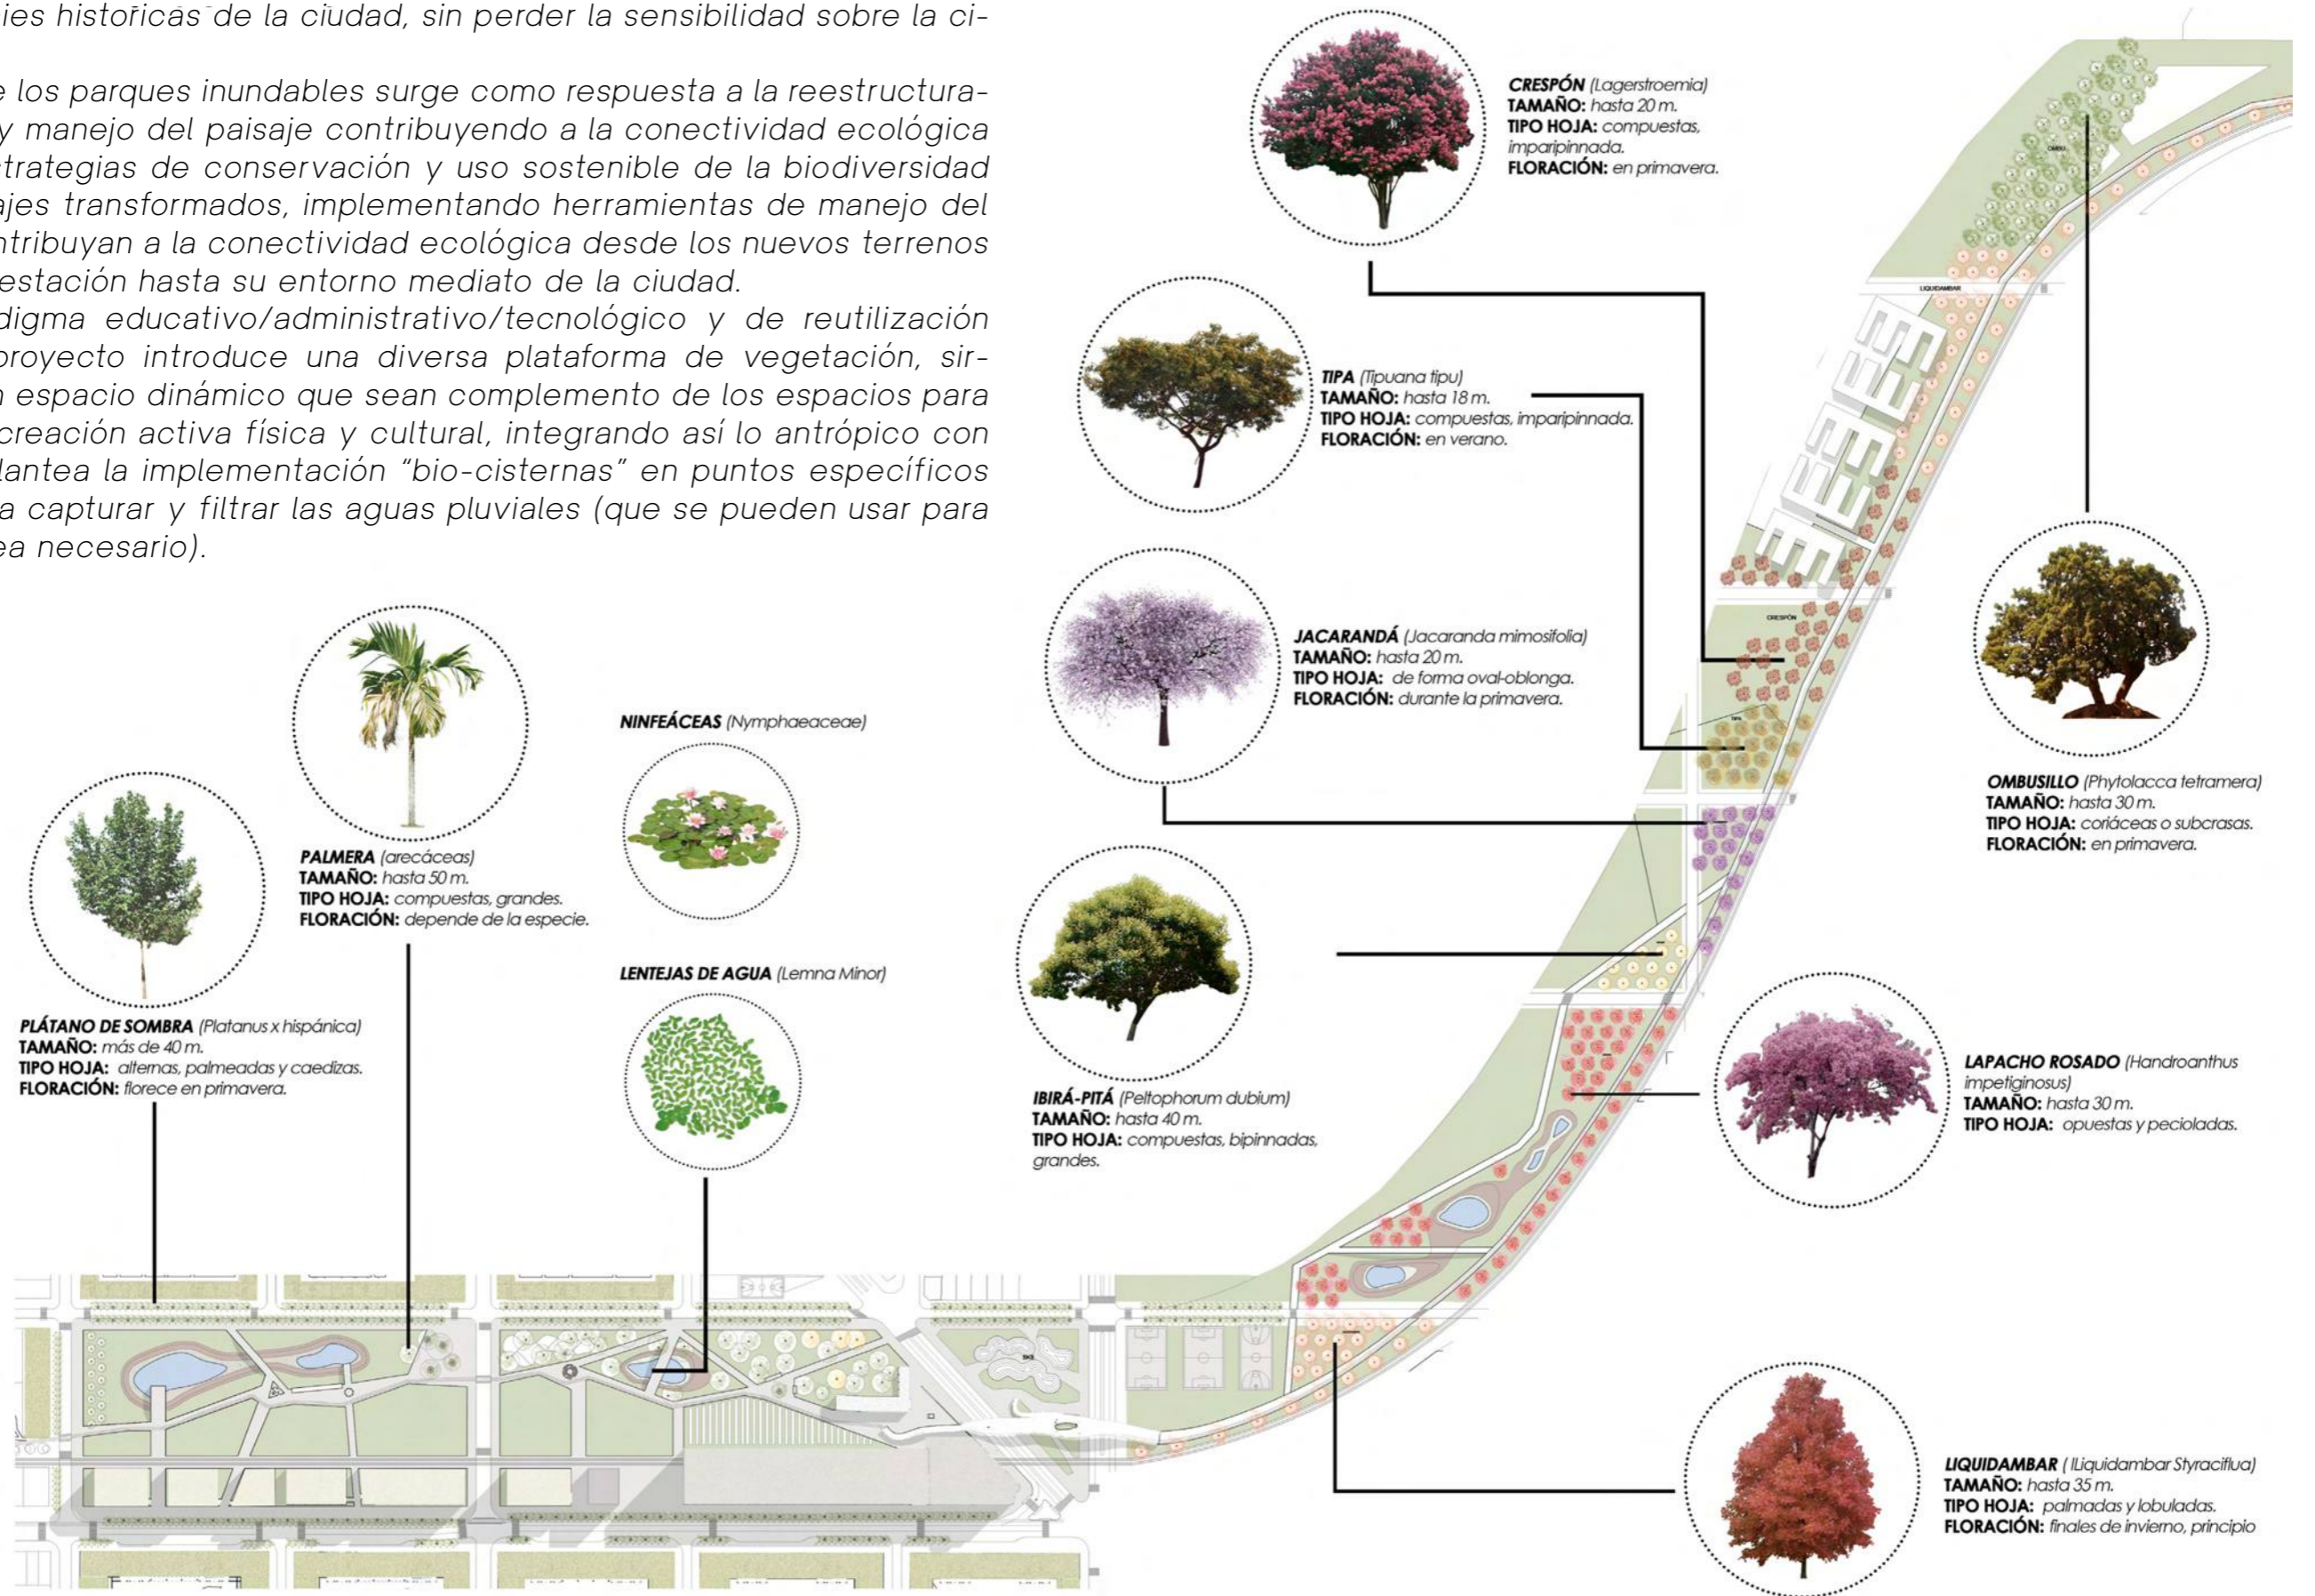 ies historicas de la ciudad, sin perder la sensibilidad sobre la ci-
e los parques inundables surge como respuesta a la reestructura-
y manejo del paisaje contribuyendo a la conectividad ecológica
strategias de conservación y uso sostenible de la biodiversidad
ajes transformados, implementando herramientas de manejo del
ntribuyan a la conectividad ecológica desde los nuevos terrenos
estación hasta su entorno mediato de la ciudad.
digma educativo/administrativo/tecnológico y de reutilización
proyecto introduce una diversa plataforma de vegetación, sir-
n espacio dinámico que sean complemento de los espacios para
creación activa física y cultural, integrando así lo antrópico con
lantea la implementación “bio-cisternas” en puntos específicos
a capturar y filtrar las aguas pluviales (que se pueden usar para
ea necesario).
CRESPÓN (Lagerstroemia)
TAMAÑO: hasta 20 m.
TIPO HOJA: compuestas,
imparipinnada.
FLORACIÓN: en primavera.
TIPA (Tipuana tipu)
TAMAÑO: hasta 18 m.
TIPO HOJA: compuestas, imparipinnada.
FLORACIÓN: en verano.
JACARANDÁ (Jacaranda mimosifolia)
TAMAÑO: hasta 20 m.
TIPO HOJA: de forma oval-oblonga.
FLORACIÓN: durante la primavera.
OMBUSILLO (Phytolacca tetramera)
TAMAÑO: hasta 30 m.
TIPO HOJA: coriáceas o subcrasas.
FLORACIÓN: en primavera.
NINFEÁCEAS (Nymphaeaceae)
PALMERA (arecáceas)
TAMAÑO: hasta 50 m.
TIPO HOJA: compuestas, grandes.
FLORACIÓN: depende de la especie.
LENTEJAS DE AGUA (Lemna Minor)
PLÁTANO DE SOMBRA (Platanus x hispánica)
TAMAÑO: más de 40 m.
TIPO HOJA: alternas, palmeadas y caedizas.
FLORACIÓN: florece en primavera.
IBIRÁ-PITÁ (Peltophorum dubium)
TAMAÑO: hasta 40 m.
TIPO HOJA: compuestas, bipinnadas,
grandes.
LAPACHO ROSADO (Handroanthus
impetiginosus)
TAMAÑO: hasta 30 m.
TIPO HOJA: opuestas y pecioladas.
LIQUIDAMBAR ( lLiquidambar Styraciflua)
TAMAÑO: hasta 35 m.
TIPO HOJA: palmadas y lobuladas.
FLORACIÓN: finales de invierno, principio
OMBU
LIQUIDAMBAR
CRESPÓN
TIPA